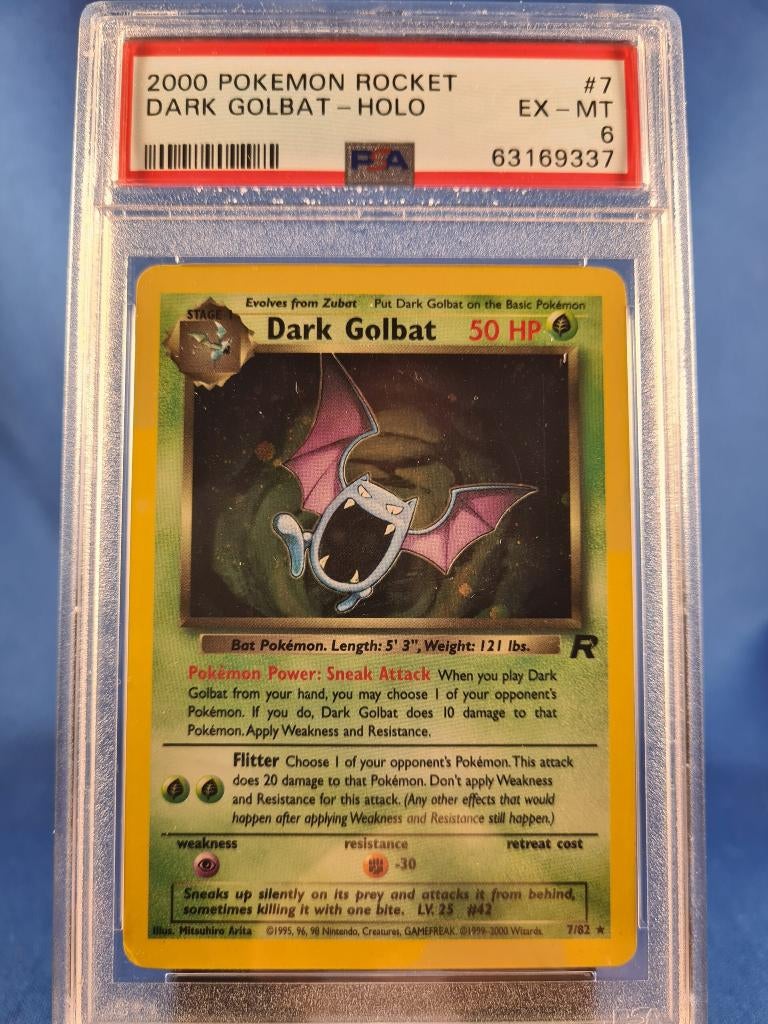 2000 POKEMON ROCKET #7
DARK GOLBAT - HOLO EX - MT
6
PSA 63169337
Evolves from Zubat Put Dark Golbat on the Basic Pokémon
STAGE 1
Dark Golbat 50 HP
Bat Pokémon. Length: 5' 3", Weight: 121 lbs.
R
Pokémon Power: Sneak Attack When you play Dark
Golbat from your hand, you may choose 1 of your opponent's
Pokémon. If you do, Dark Golbat does 10 damage to that
Pokémon. Apply Weakness and Resistance.
Flitter Choose 1 of your opponent's Pokémon. This attack
does 20 damage to that Pokémon. Don't apply Weakness
and Resistance for this attack. (Any other effects that would
happen after applying Weakness and Resistance still happen.)
weakness resistance retreat cost
-30
Sneaks up silently on its prey and attacks it from behind,
sometimes killing it with one bite. LV. 25 #42
Illus. Mitsuhiro Arita ©1995, 96, 98 Nintendo, Creatures, GAMEFREAK. ©1999-2000 Wizards. 7/82 ★